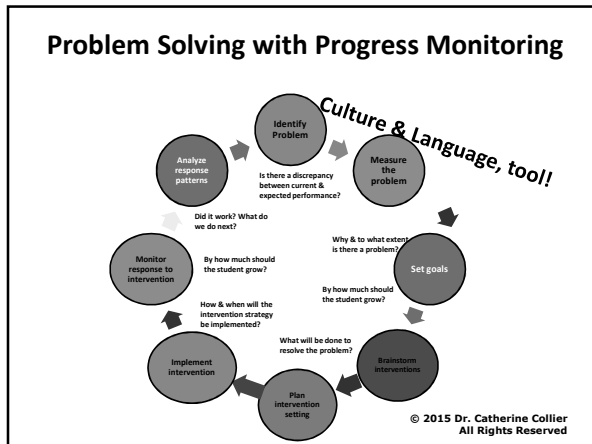 Problem Solving with Progress Monitoring
Culture & Language, tool!
Identify
Problem
Measure
the
problem
Analyze
response
patterns
Is there a discrepancy
between current &
expected performance?
Did it work? What do
we do next?
Why & to what extent
is there a problem?
Set goals
Monitor
response to
intervention
By how much should
the student grow?
By how much should
the student grow?
How & when will the
intervention strategy
be implemented?
What will be done to
resolve the problem?
Implement
intervention
Brainstorm
interventions
Plan
intervention
setting
© 2015 Dr. Catherine Collier
All Rights Reserved